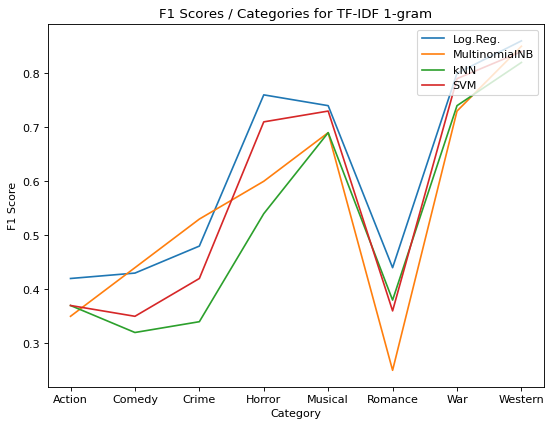 F1 Scores / Categories for TF-IDF 1-gram
Log.Reg.
MultinomialNB
kNN
SVM
0.8
0.7
0.6
0.5
0.4
0.3
F1 Score
Action Comedy Crime Horror Musical Romance War Western
Category